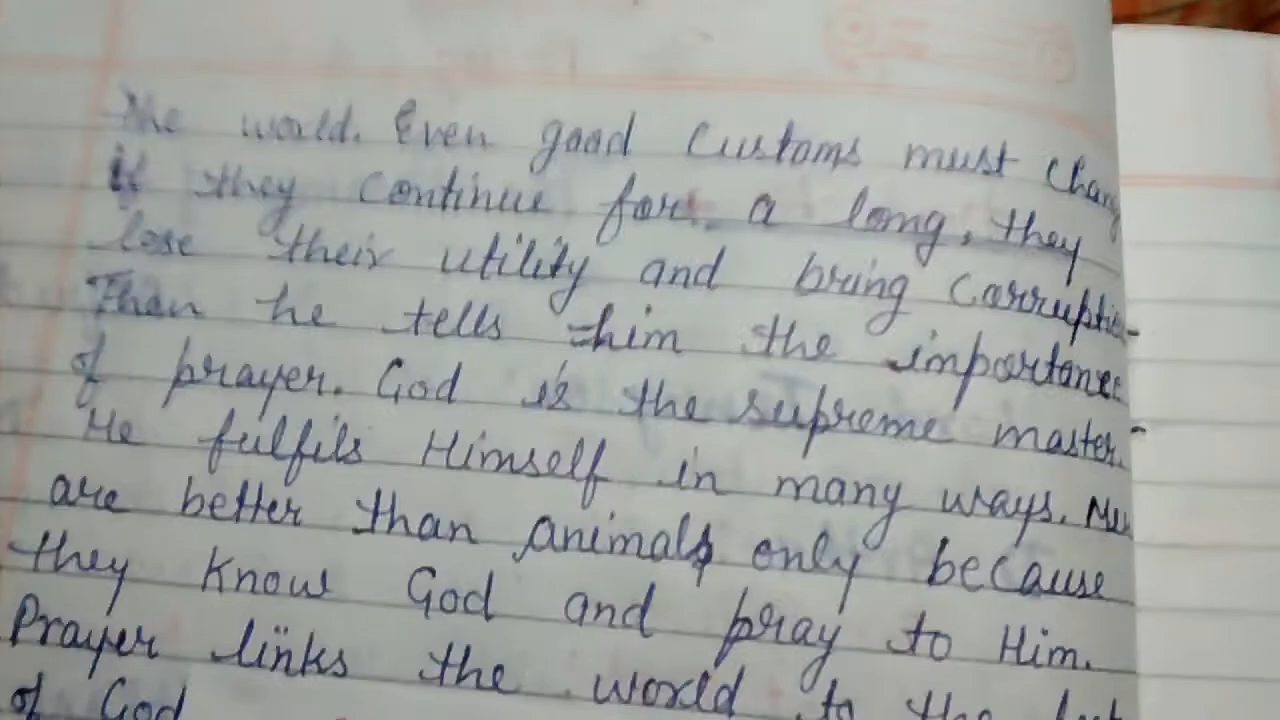 The world. Even good Customs must Chang
if they continue for a long, they
lose their utility and bring Corruptio-
Then he tells him the importance
of prayer. God is the supreme master.
He fulfils Himself in many ways. Men
are better than animals only because
they know God and pray to Him.
Prayer links the world to the
of God